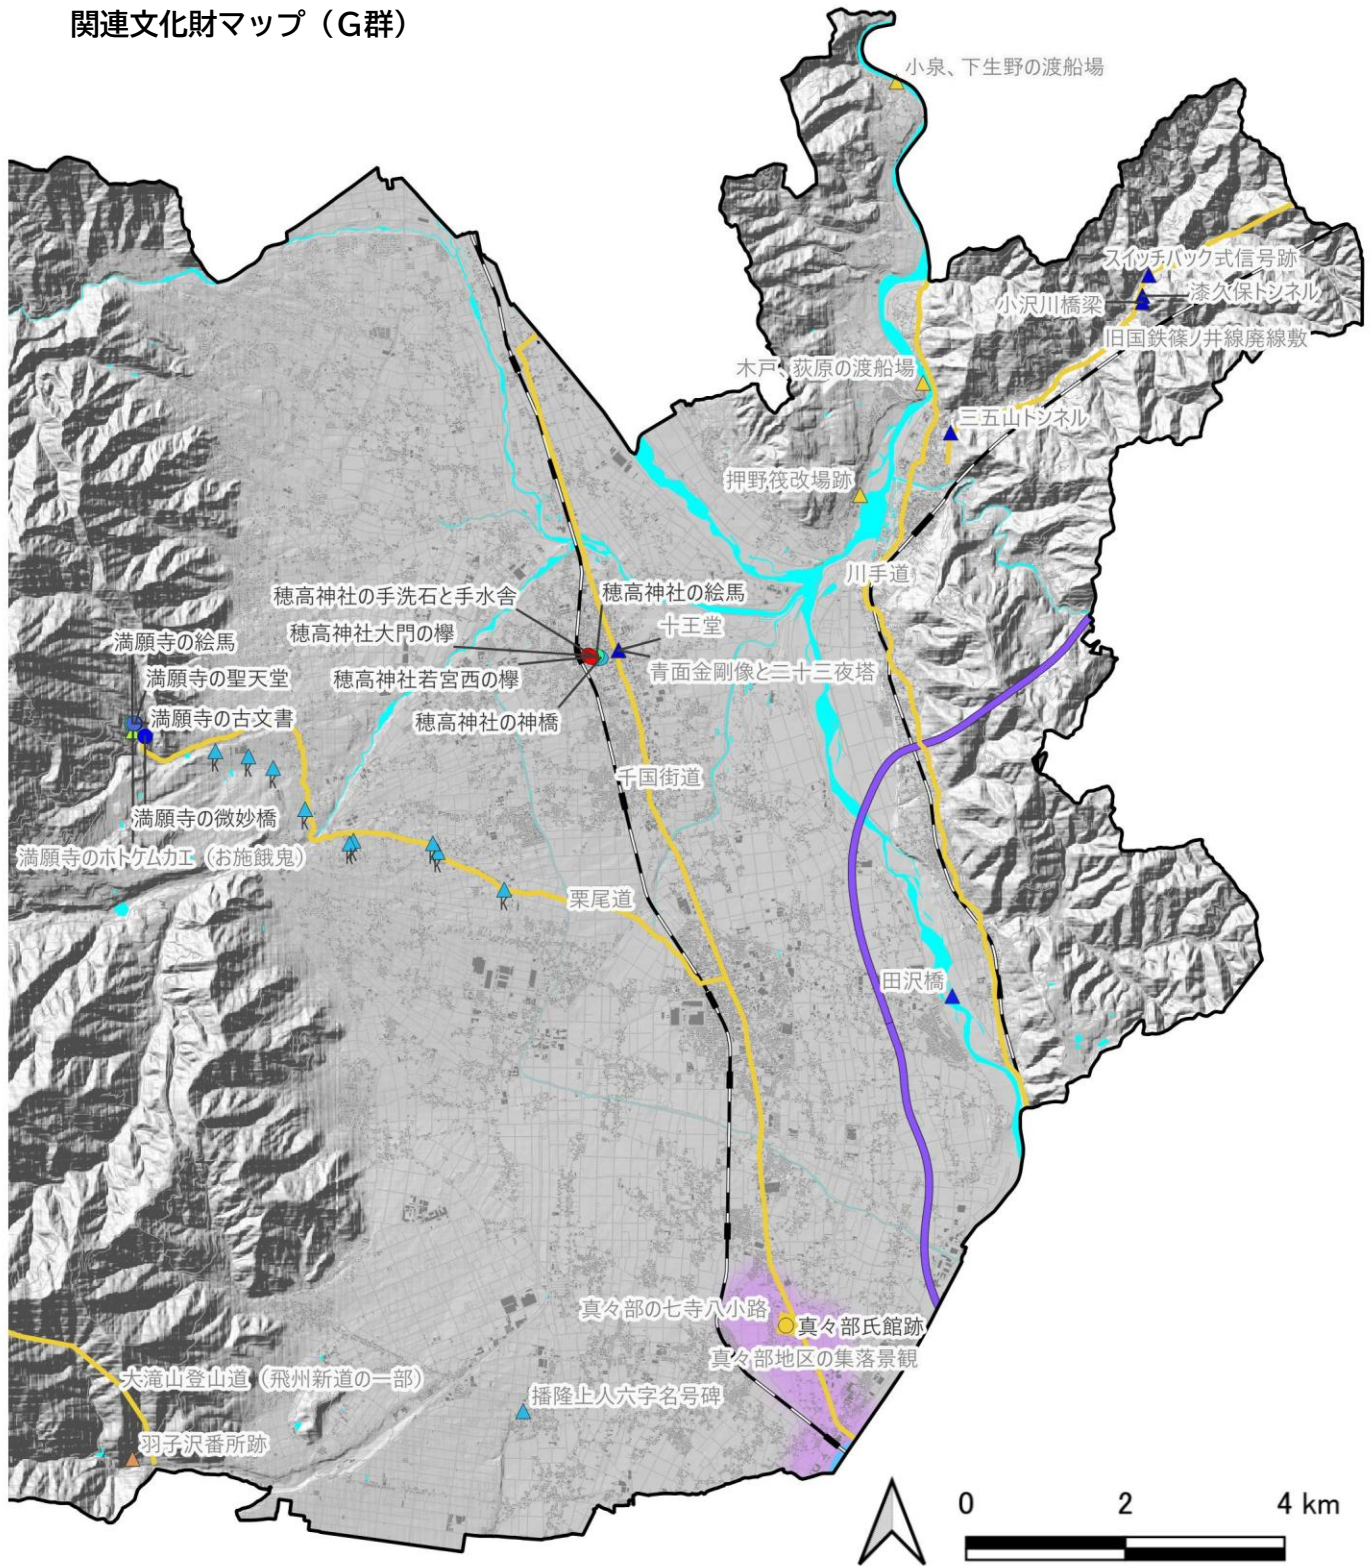 関連文化財マップ（G群）
小泉、下生野の渡船場
スイッチバック式信号跡
小沢川橋梁
漆久保トンネル
旧国鉄篠ノ井線廃線敷
木戸、荻原の渡船場
三五山トンネル
押野筏改場跡
川手道
穂高神社の手洗石と手水舎
穂高神社の絵馬
穂高神社大門の欅
十王堂
満願寺の絵馬
青面金剛像と二十三夜塔
満願寺の聖天堂
穂高神社若宮西の欅
満願寺の古文書
穂高神社の神橋
K
K
K
千国街道
K
満願寺の微妙橋
満願寺のホトケムカエ（お施餓鬼）
K
K
K
K
K
栗尾道
田沢橋
真々部の七寺八小路
真々部氏館跡
真々部地区の集落景観
大滝山登山道（飛州新道の一部）
播隆上人六字名号碑
羽子沢番所跡
0 2 4 km